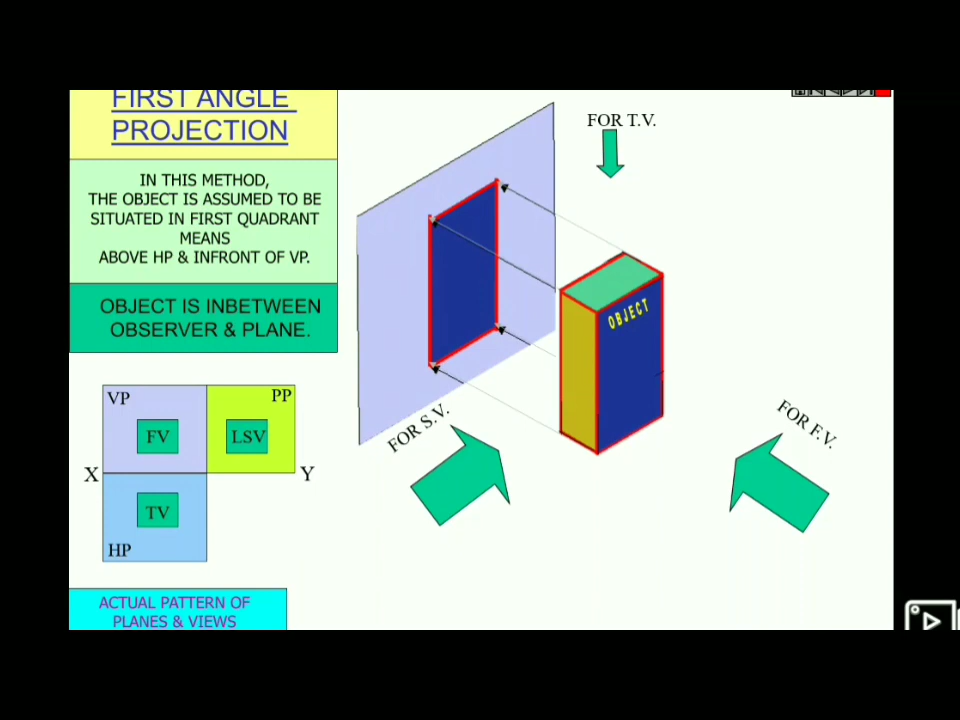 FIRST ANGLE
PROJECTION
IN THIS METHOD,
THE OBJECT IS ASSUMED TO BE
SITUATED IN FIRST QUADRANT
MEANS
ABOVE HP & INFRONT OF VP.
OBJECT IS INBETWEEN
OBSERVER & PLANE.
VP
PP
FV
LSV
X
Y
TV
HP
ACTUAL PATTERN OF
PLANES & VIEWS
FOR T.V.
OBJECT
FOR S.V.
FOR F.V.